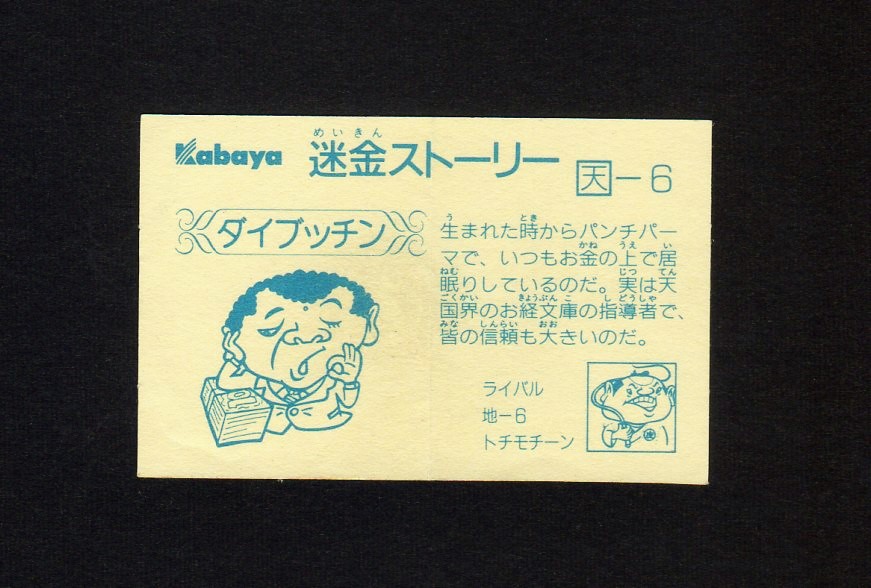 Kabaya
めいきん
迷金ストーリー
天-6
ダイブッチン
う とき
生まれた時からパンチパー
かね うえ い
マで、いつもお金の上で居
ねむ じつ てん
眠りしているのだ。実は天
ごくかい きょうぶんこ しどうしゃ
国界のお経文庫の指導者で、
みな しんらい おお
皆の信頼も大きいのだ。
ライバル
地-6
トチモチーン